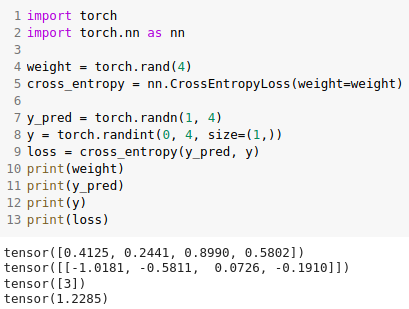 1 import torch
2 import torch.nn as nn
3
4 weight = torch.rand(4)
5 cross_entropy = nn.CrossEntropyLoss(weight=weight)
6
7 y_pred = torch.randn(1, 4)
8 y = torch.randint(0, 4, size=(1,))
9 loss = cross_entropy(y_pred, y)
10 print(weight)
11 print(y_pred)
12 print(y)
13 print(loss)
tensor([0.4125, 0.2441, 0.8990, 0.5802])
tensor([[-1.0181, -0.5811,  0.0726, -0.1910]])
tensor([3])
tensor(1.2285)